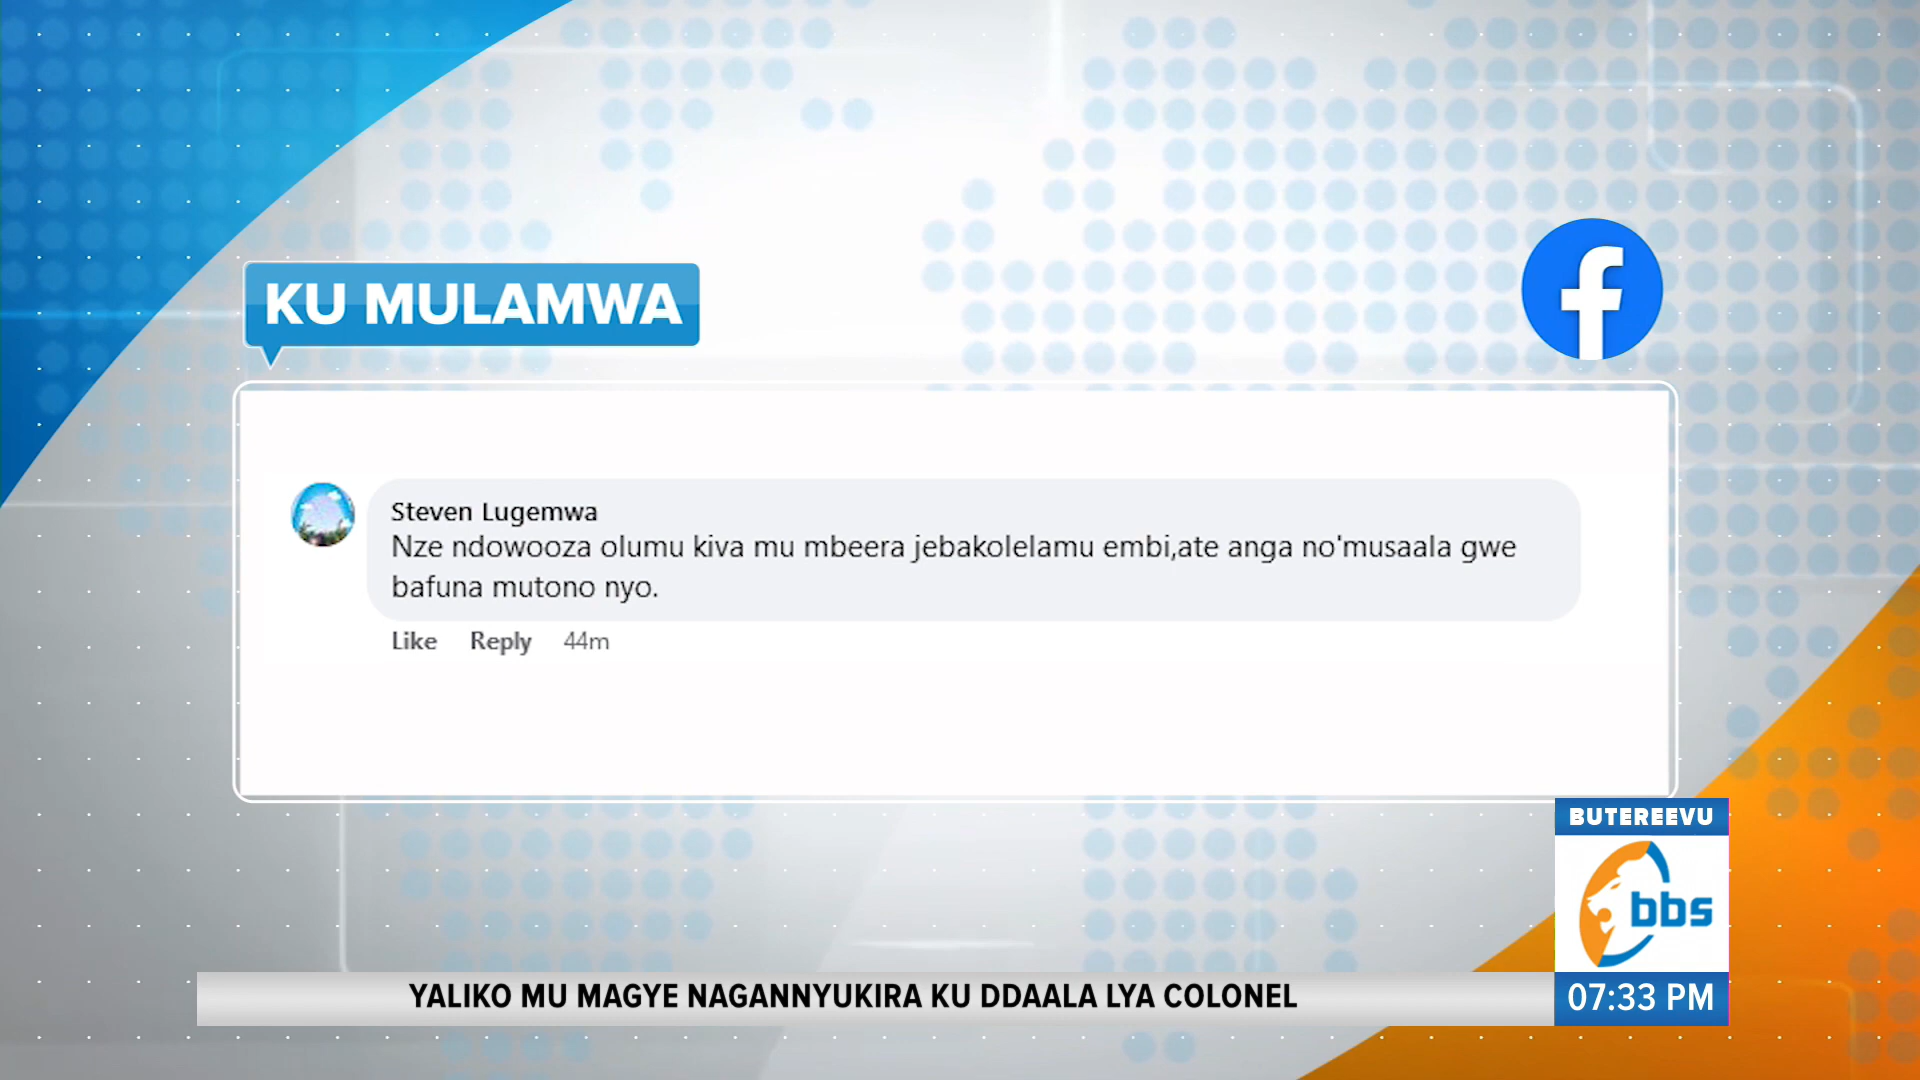 KU MULAMWA
f
Steven Lugemwa
Nze ndowooza olumu kiva mu mbeera jebakolelamu embi,ate anga no'musaala gwe
bafuna mutono nyo.
Like Reply 44m
BUTEREEVU
bbs
YALIKO MU MAGYE NAGANNYUKIRA KU DDAALA LYA COLONEL
07:33 PM